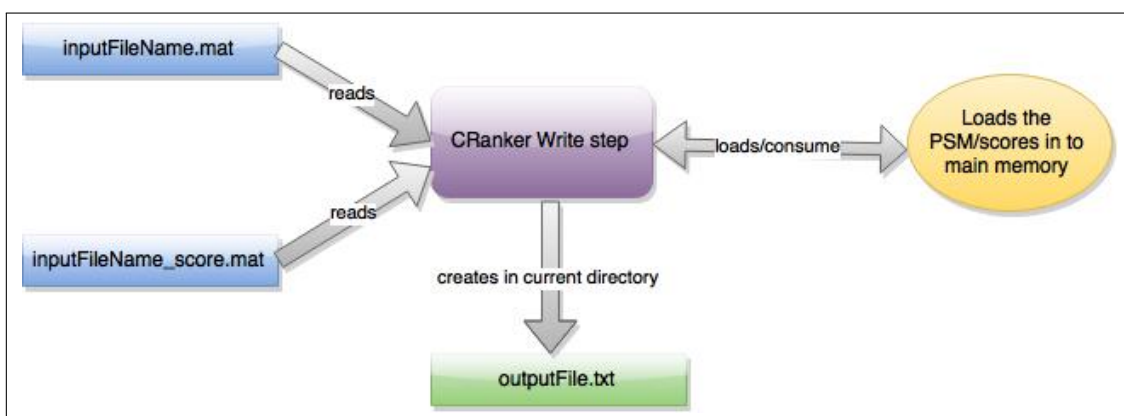 inputFileName.mat
reads
CRanker Write step
loads/consume
Loads the
PSM/scores in to
main memory
reads
inputFileName_score.mat
creates in current directory
outputFile.txt